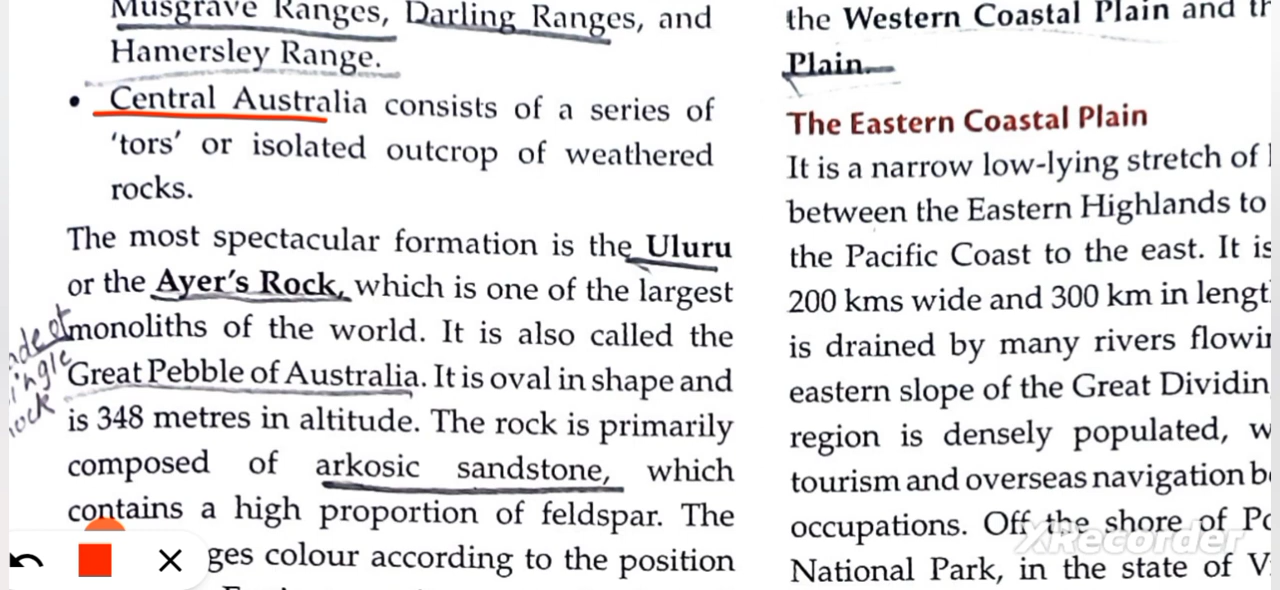 Musgrave Ranges, Darling Ranges, and
Hamersley Range.
• Central Australia consists of a series of
'tors' or isolated outcrop of weathered
rocks.
The most spectacular formation is the Uluru
or the Ayer's Rock, which is one of the largest
monoliths of the world. It is also called the
Great Pebble of Australia. It is oval in shape and
is 348 metres in altitude. The rock is primarily
composed of arkosic sandstone, which
contains a high proportion of feldspar. The
ges colour according to the position
the Western Coastal Plain and
Plain.
The Eastern Coastal Plain
It is a narrow low-lying stretch of
between the Eastern Highlands to
the Pacific Coast to the east. It is
200 kms wide and 300 km in
is drained by many rivers
eastern slope of the Great
region is densely populated,
tourism and overseas navigation
occupations. Off the shore of
National Park, in the state of
XRecorder